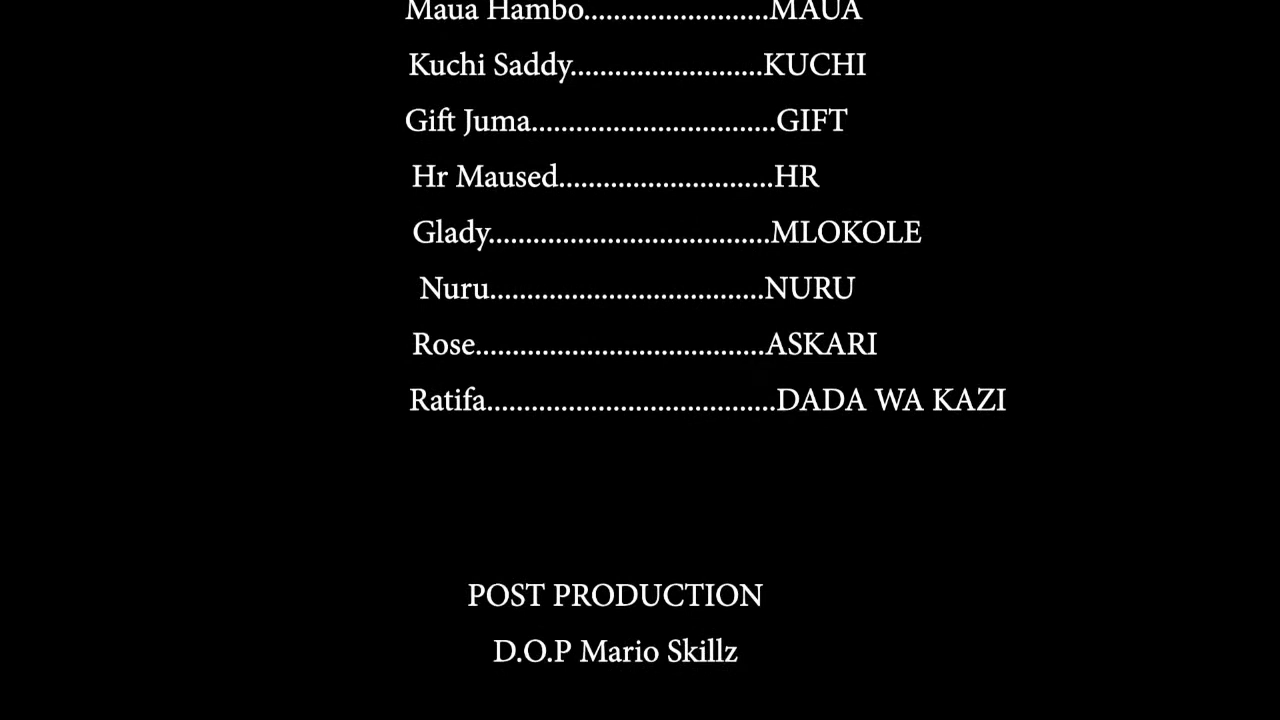 Maua Hambo.........................MAUA
Kuchi Saddy..........................KUCHI
Gift Juma.................................GIFT
Hr Maused.............................HR
Glady......................................MLOKOLE
Nuru.....................................NURU
Rose.......................................ASKARI
Ratifa.......................................DADA WA KAZI
POST PRODUCTION
D.O.P Mario Skillz